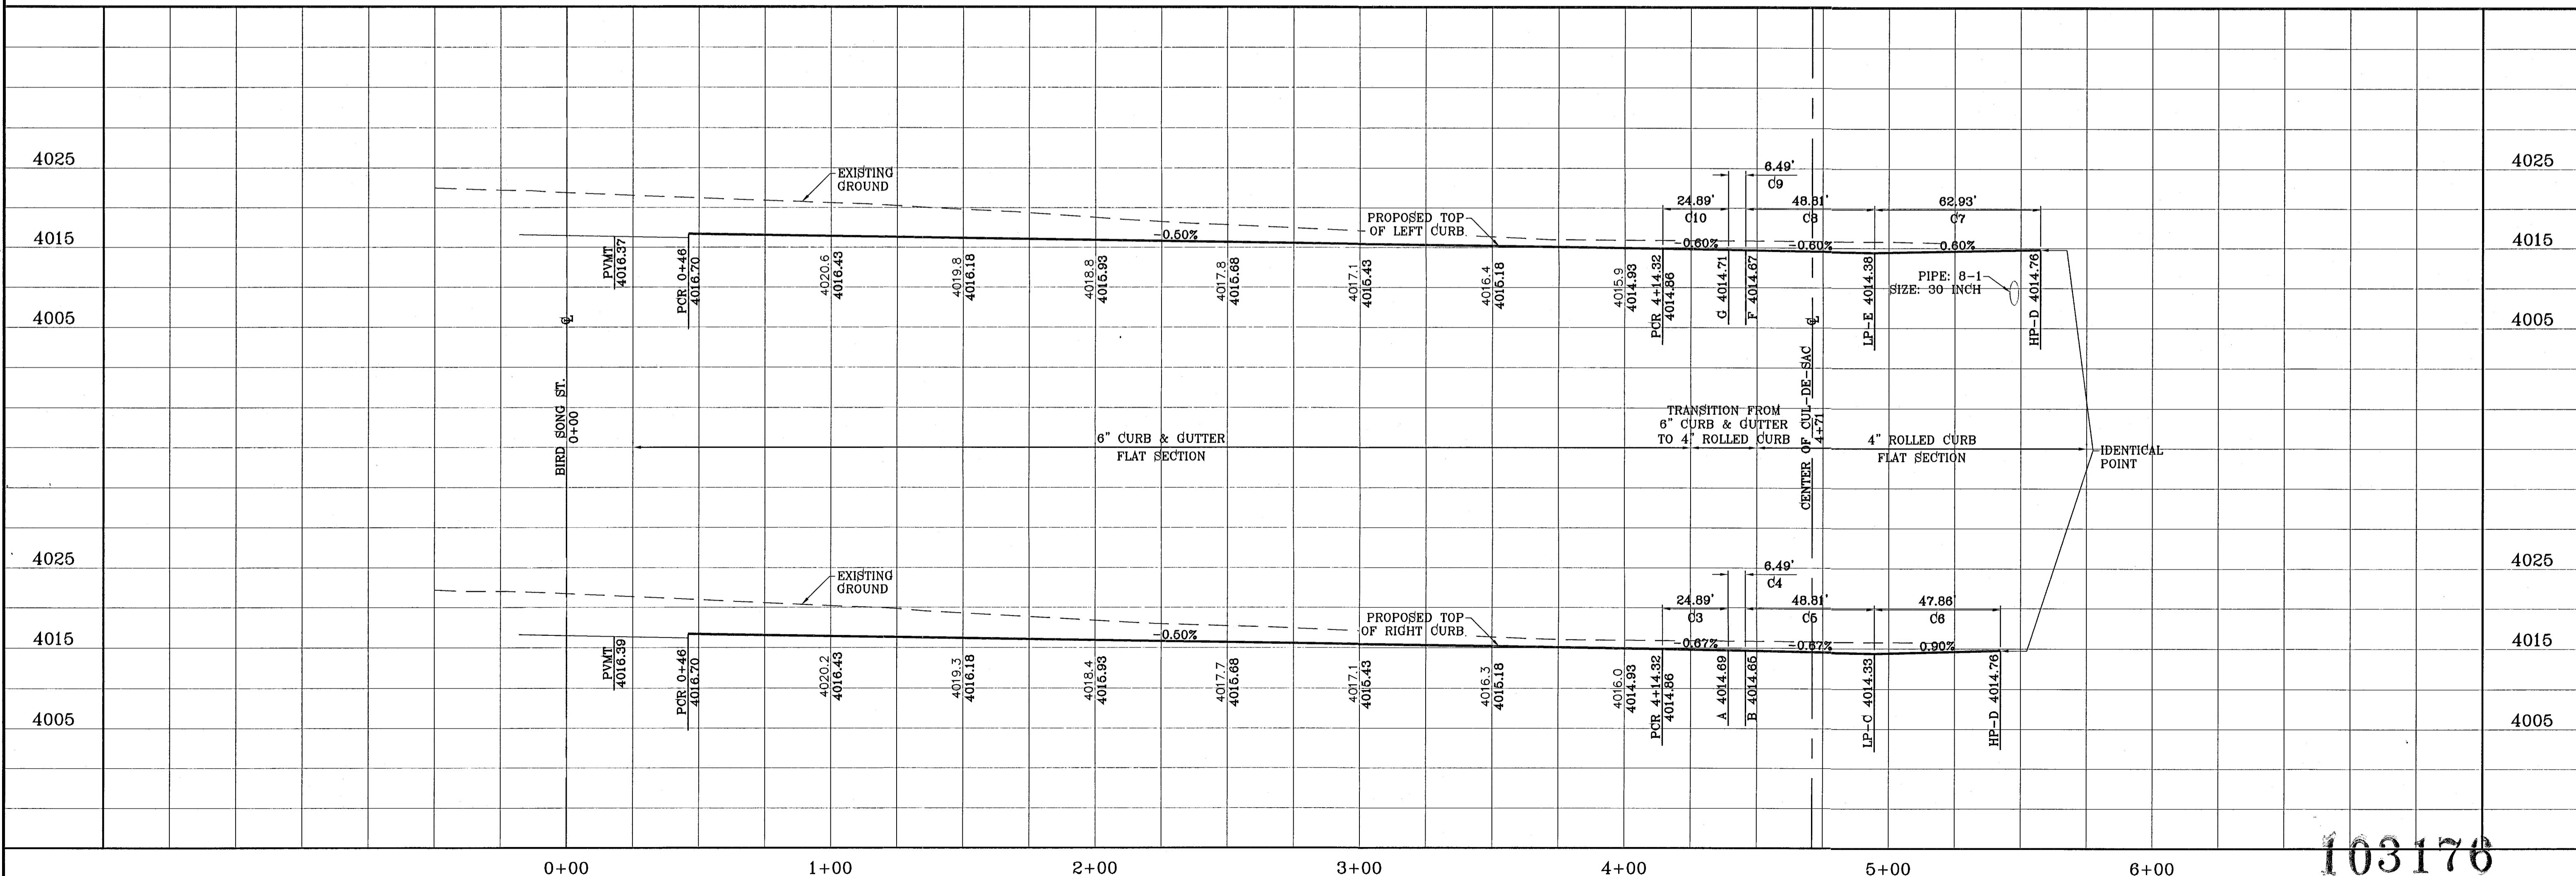 4025
4025
EXISTING
GROUND
6.49'
C9
24.89'
C10
48.81'
C8
62.93'
C7
PROPOSED TOP
OF LEFT CURB.
4015
4015
-0.50%
-0.60%
-0.60%
0.60%
PVMT
4016.37
PCR 0+46
4016.70
4020.6
4016.43
4019.8
4016.18
4018.8
4015.93
4017.8
4015.68
4017.1
4015.43
4016.4
4015.18
4015.9
4014.93
PCR 4+14.32
4014.86
G 4014.71
F 4014.67
LP-E 4014.38
PIPE: 8-1
SIZE: 30 INCH
HP-D 4014.76
4005
4005
BIRD SONG ST.
0+00
6" CURB & GUTTER
FLAT SECTION
TRANSITION FROM
6" CURB & GUTTER
TO 4" ROLLED CURB
CENTER OF CUL-DE-SAC
4+71
4" ROLLED CURB
FLAT SECTION
IDENTICAL
POINT
4025
4025
EXISTING
GROUND
6.49'
C4
24.89'
C3
48.81'
C5
47.86'
C6
PROPOSED TOP
OF RIGHT CURB.
4015
4015
-0.50%
-0.67%
-0.67%
0.90%
PVMT
4016.39
PCR 0+46
4016.70
4020.2
4016.43
4019.3
4016.18
4018.4
4015.93
4017.7
4015.68
4017.1
4015.43
4016.3
4015.18
4016.0
4014.93
PCR 4+14.32
4014.86
A 4014.69
B 4014.65
LP-C 4014.33
HP-D 4014.76
4005
4005
0+00
1+00
2+00
3+00
4+00
5+00
6+00
103176